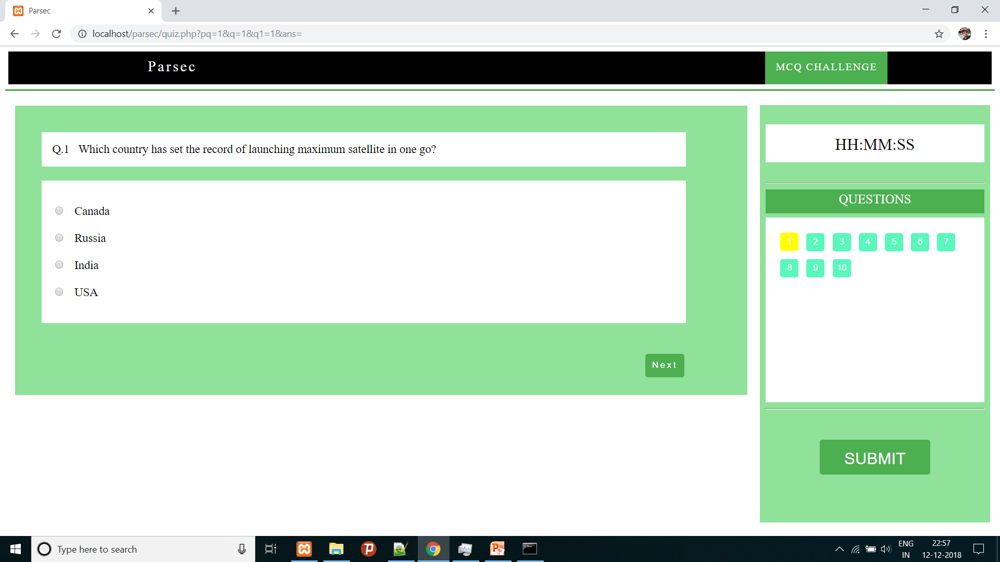 Parsec
localhost/parsec/quiz.php?pq=1&q=1&q1=1&ans=
Parsec
MCQ CHALLENGE
Q.1 Which country has set the record of launching maximum satellite in one go?
Canada
Russia
India
USA
Next
HH:MM:SS
QUESTIONS
1 2 3 4 5 6 7
8 9 10
SUBMIT
Type here to search
ENG
IN
22:57
12-12-2018